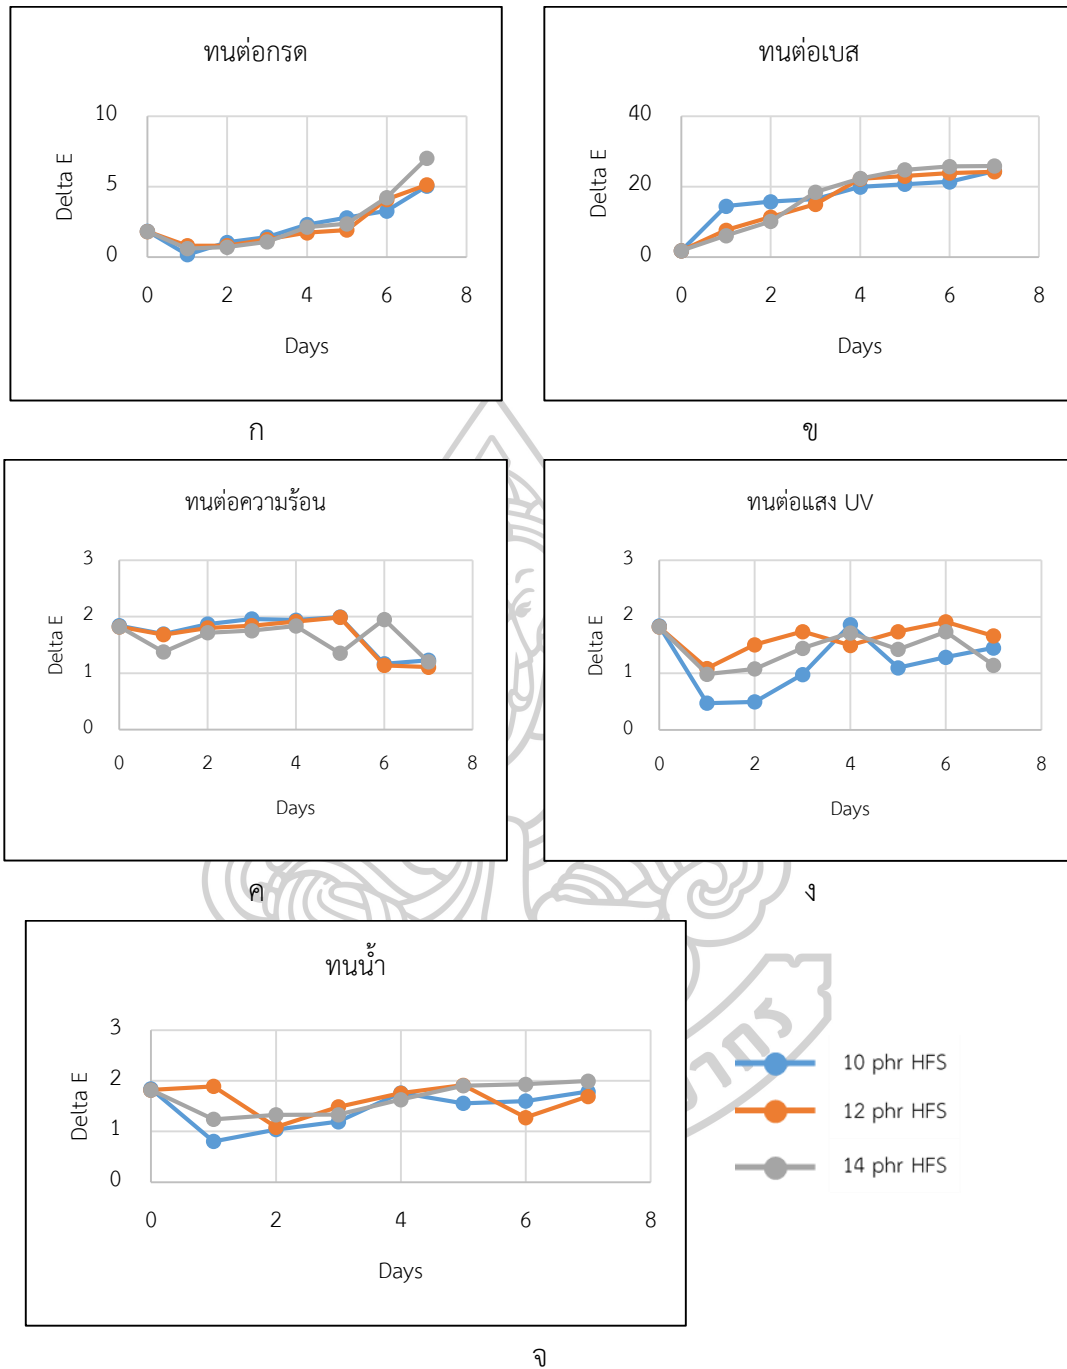 ทนต่อกรด
10
5
0
Delta E
0 2 4 6 8
Days
ก
ทนต่อเบส
40
20
0
Delta E
0 2 4 6 8
Days
ข
ทนต่อความร้อน
3
2
1
0
Delta E
0 2 4 6 8
Days
ค
ทนต่อแสง UV
3
2
1
0
Delta E
0 2 4 6 8
Days
ง
ทนน้ำ
3
2
1
0
Delta E
0 2 4 6 8
Days
จ
10 phr HFS
12 phr HFS
14 phr HFS